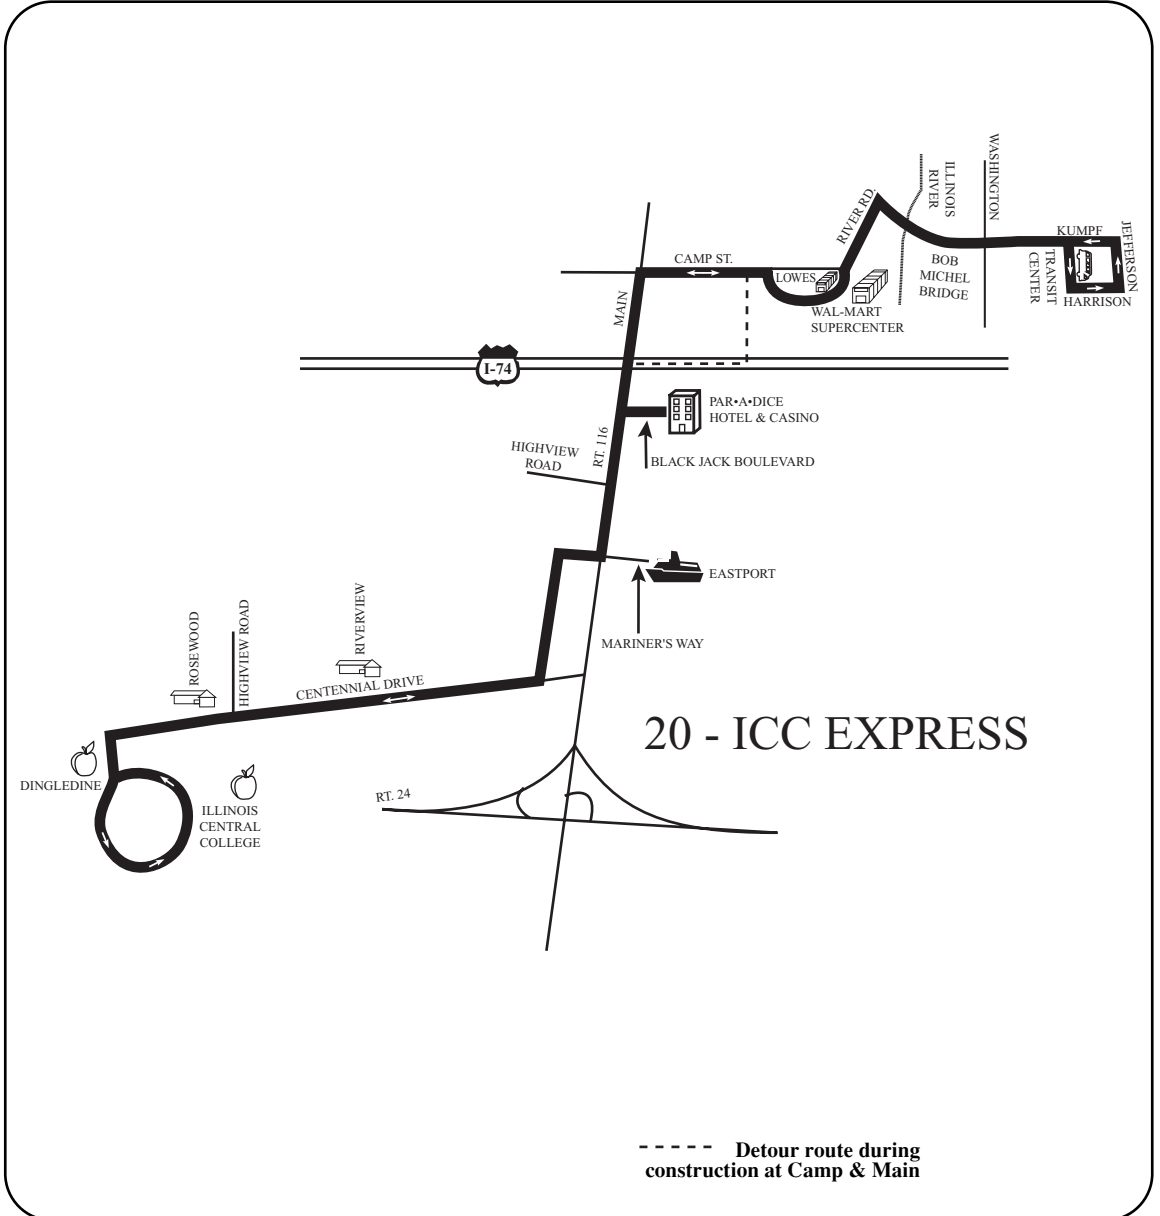 WASHINGTON
ILLINOIS
RIVER
RIVER RD.
KUMPF
JEFFERSON
TRANSIT
CENTER
HARRISON
BOB
MICHEL
BRIDGE
CAMP ST.
LOWES
WAL-MART
SUPERCENTER
MAIN
I-74
PAR•A•DICE
HOTEL & CASINO
BLACK JACK BOULEVARD
RT. 116
HIGHVIEW
ROAD
EASTPORT
MARINER'S WAY
ROSEWOOD
HIGHVIEW ROAD
RIVERVIEW
CENTENNIAL DRIVE
20 - ICC EXPRESS
DINGLEDINE
ILLINOIS
CENTRAL
COLLEGE
RT. 24
Detour route during
construction at Camp & Main